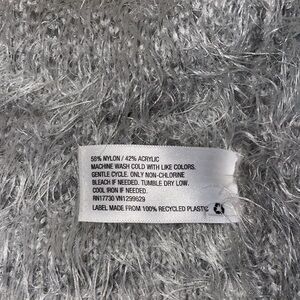 58% NYLON / 42% ACRYLIC
MACHINE WASH COLD WITH LIKE COLORS.
GENTLE CYCLE. ONLY NON-CHLORINE
BLEACH IF NEEDED. TUMBLE DRY LOW.
COOL IRON IF NEEDED.
RN17730 VN1299629
LABEL MADE FROM 100% RECYCLED PLASTIC